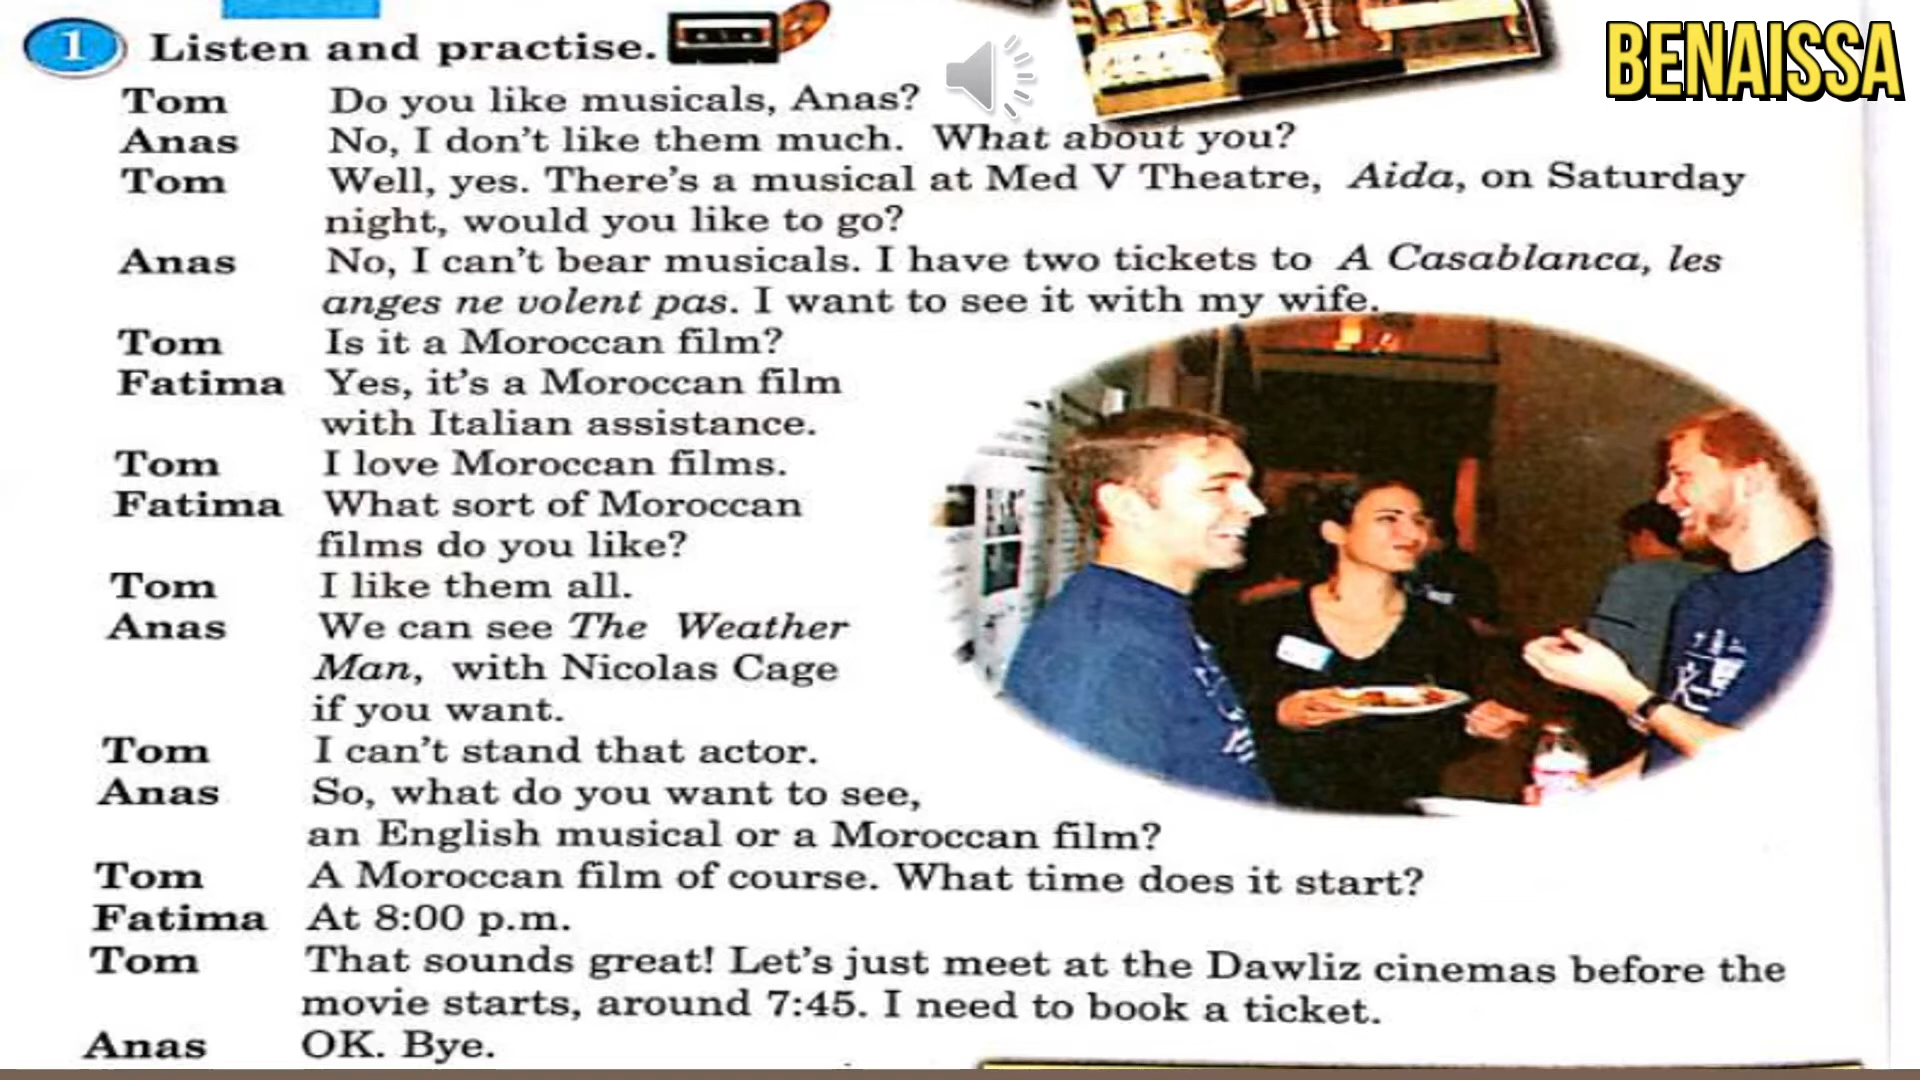 BENAISSA
1 Listen and practise.
Tom Do you like musicals, Anas?
Anas No, I don't like them much. What about you?
Tom Well, yes. There's a musical at Med V Theatre, Aida, on Saturday
night, would you like to go?
Anas No, I can't bear musicals. I have two tickets to A Casablanca, les
anges ne volent pas. I want to see it with my wife.
Tom Is it a Moroccan film?
Fatima Yes, it's a Moroccan film
with Italian assistance.
Tom I love Moroccan films.
Fatima What sort of Moroccan
films do you like?
Tom I like them all.
Anas We can see The Weather
Man, with Nicolas Cage
if you want.
Tom I can't stand that actor.
Anas So, what do you want to see,
an English musical or a Moroccan film?
Tom A Moroccan film of course. What time does it start?
Fatima At 8:00 p.m.
Tom That sounds great! Let's just meet at the Dawliz cinemas before the
movie starts, around 7:45. I need to book a ticket.
Anas OK. Bye.